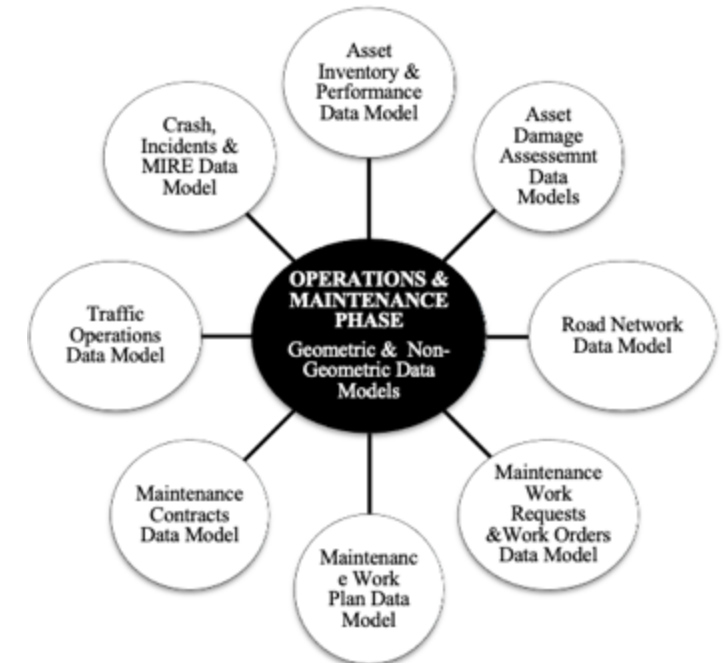 Asset
Inventory &
Performance
Data Model
Crash,
Incidents &
MIRE Data
Model
Asset
Damage
Assessemnt
Data
Models
OPERATIONS &
MAINTENANCE
PHASE
Geometric & Non-
Geometric Data
Models
Traffic
Operations
Data Model
Road Network
Data Model
Maintenance
Contracts
Data Model
Maintenance
Work
Requests
&Work Orders
Data Model
Maintenanc
e Work
Plan Data
Model